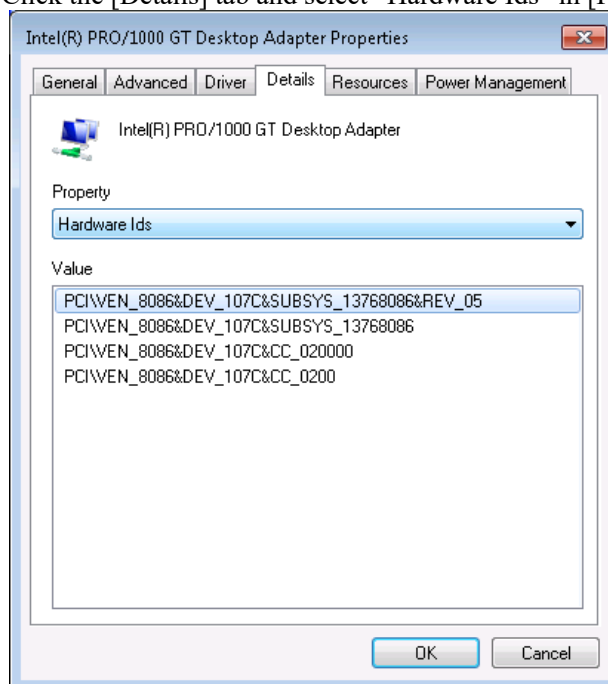 Click the [Details] tab and select "Hardware Ids" in [
Intel(R) PRO/1000 GT Desktop Adapter Properties
General Advanced Driver Details Resources Power Management
Intel(R) PRO/1000 GT Desktop Adapter
Property
Hardware Ids
Value
PCI\VEN_8086&DEV_107C&SUBSYS_13768086&REV_05
PCI\VEN_8086&DEV_107C&SUBSYS_13768086
PCI\VEN_8086&DEV_107C&CC_020000
PCI\VEN_8086&DEV_107C&CC_0200
OK Cancel